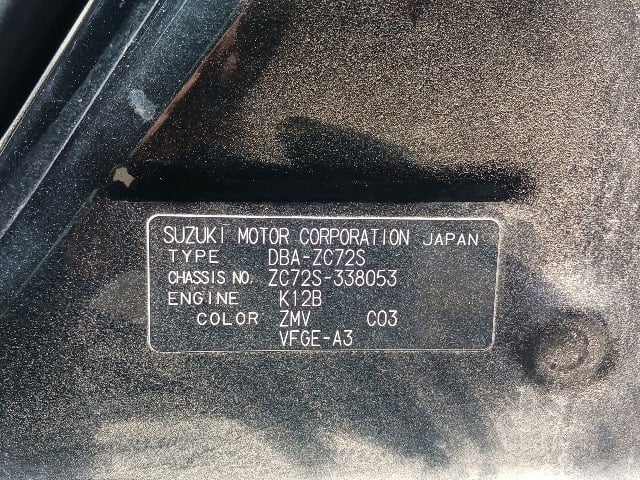 SUZUKI MOTOR CORPORATION JAPAN
TYPE DBA-ZC72S
CHASSIS NO. ZC72S-338053
ENGINE K12B
COLOR ZMV C03
VFGE-A3